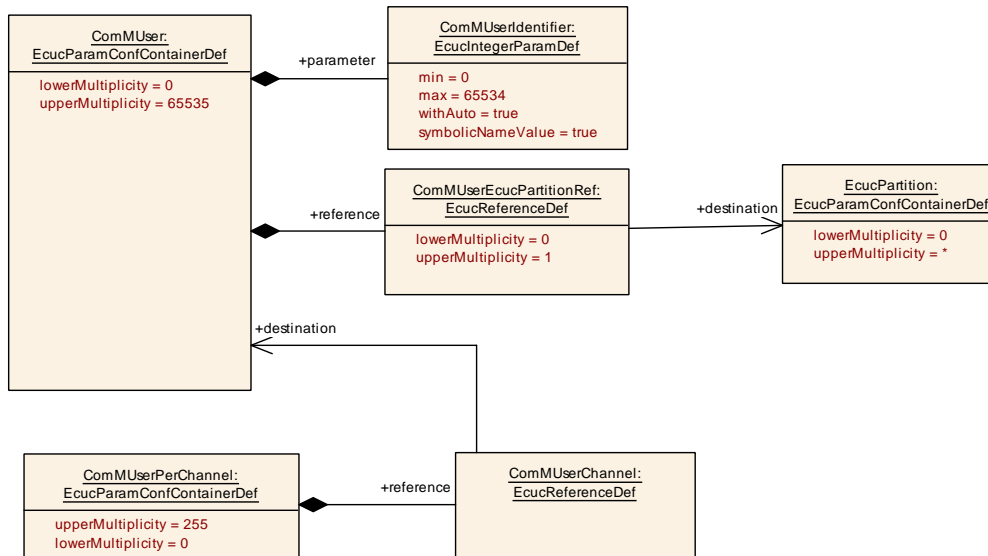 ComMUser:
EcucParamConfContainerDef
lowerMultiplicity = 0
upperMultiplicity = 65535
+parameter
ComMUserIdentifier:
EcucIntegerParamDef
min = 0
max = 65534
withAuto = true
symbolicNameValue = true
+reference
ComMUserEcucPartitionRef:
EcucReferenceDef
lowerMultiplicity = 0
upperMultiplicity = 1
+destination
EcucPartition:
EcucParamConfContainerDef
lowerMultiplicity = 0
upperMultiplicity = *
+destination
ComMUserPerChannel:
EcucParamConfContainerDef
upperMultiplicity = 255
lowerMultiplicity = 0
+reference
ComMUserChannel:
EcucReferenceDef